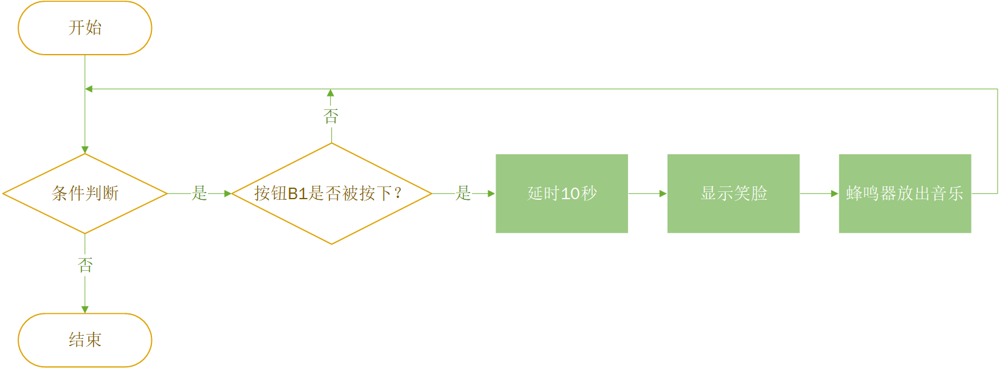 开始
否
条件判断
是
按钮B1是否被按下？
是
延时10秒
显示笑脸
蜂鸣器放出音乐
否
结束